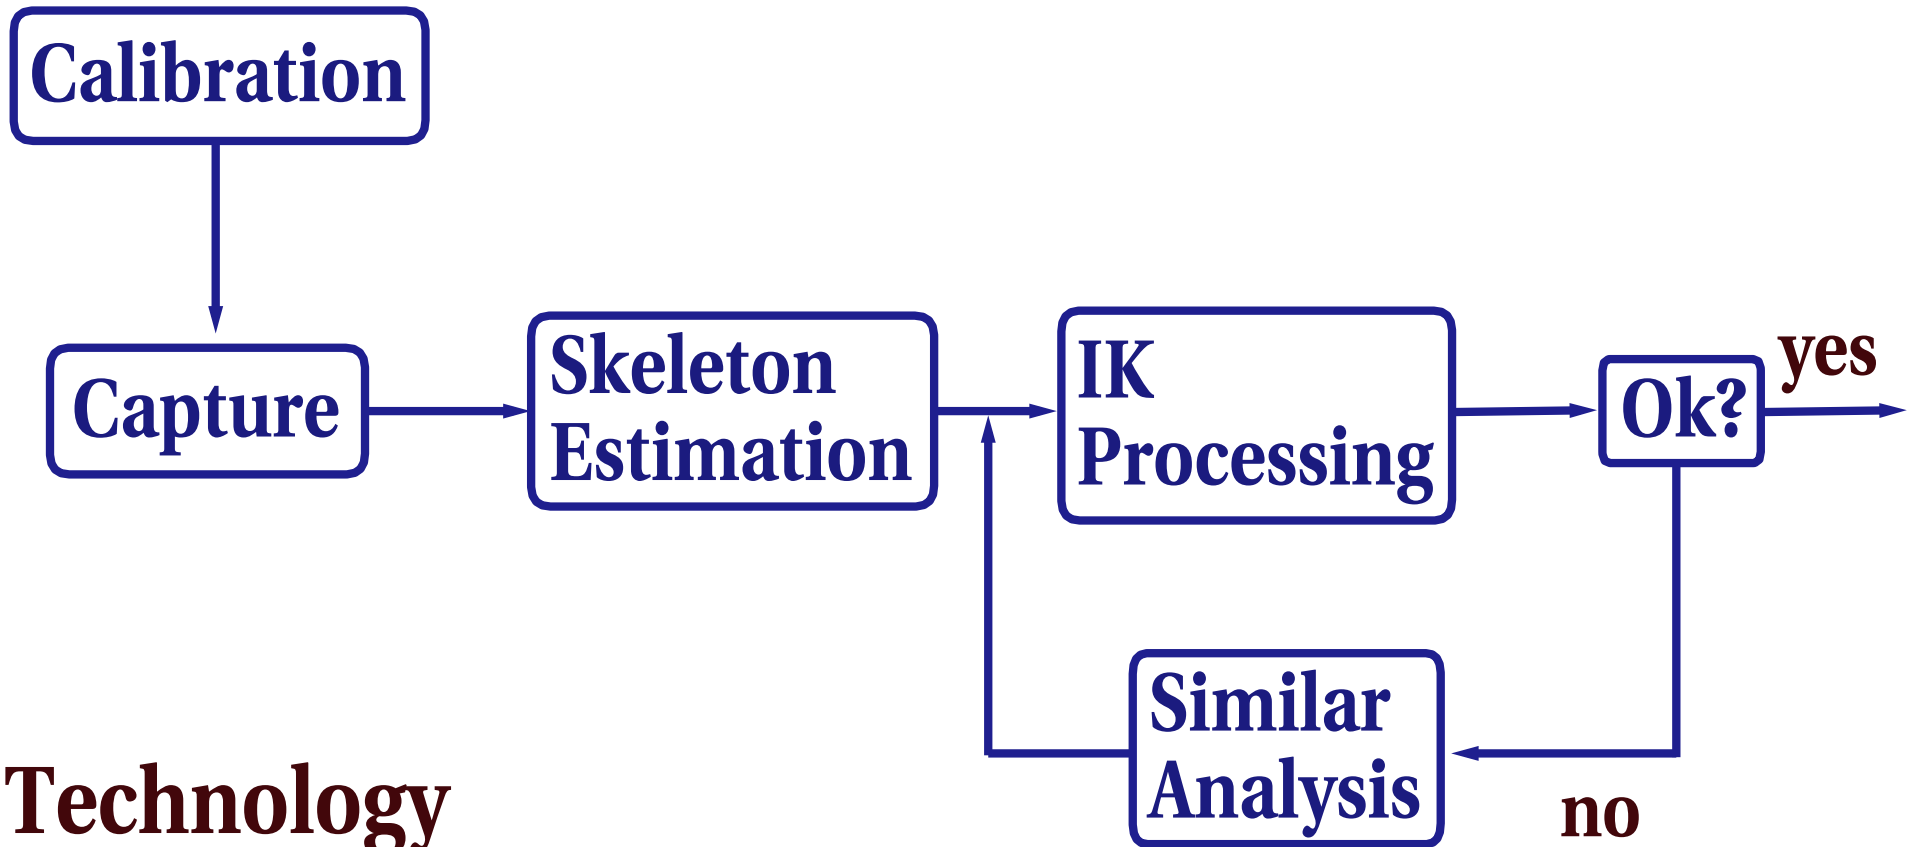 Calibration
Capture
Skeleton
Estimation
IK
Processing
Ok?
yes
Similar
Analysis
no
Technology